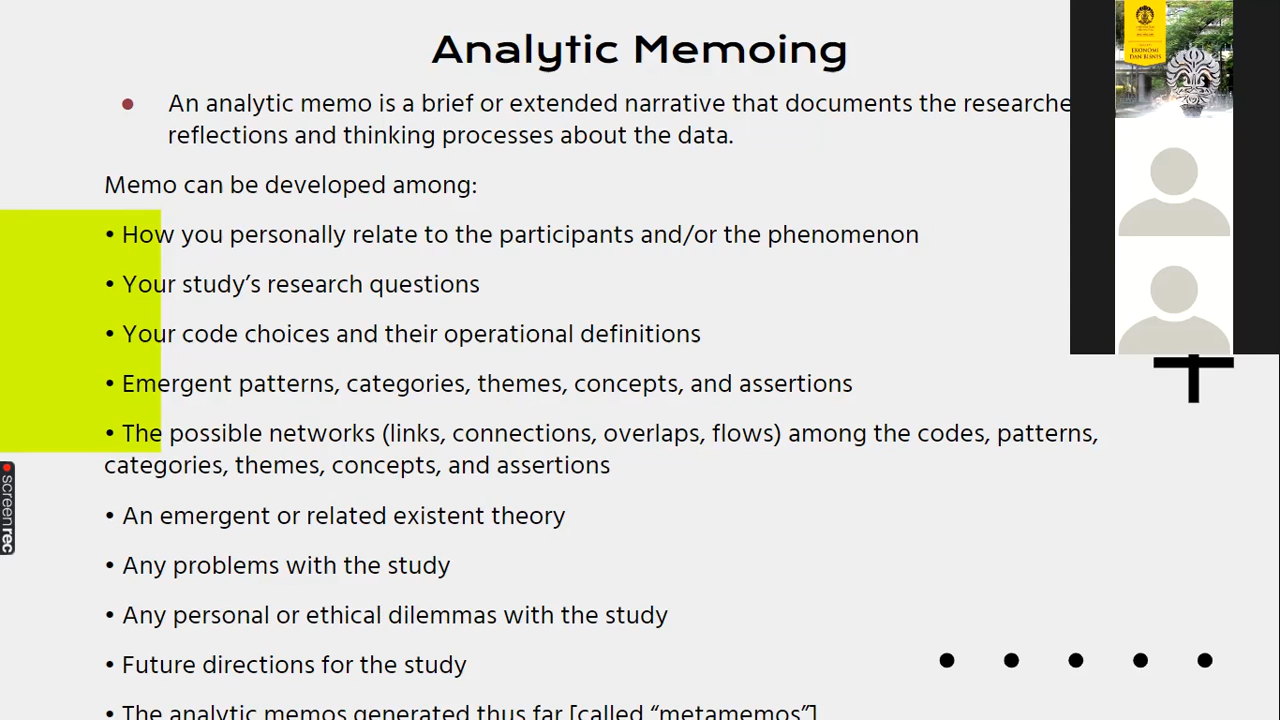 Analytic Memoing
● An analytic memo is a brief or extended narrative that documents the researche
reflections and thinking processes about the data.
Memo can be developed among:
• How you personally relate to the participants and/or the phenomenon
• Your study’s research questions
• Your code choices and their operational definitions
• Emergent patterns, categories, themes, concepts, and assertions
• The possible networks (links, connections, overlaps, flows) among the codes, patterns,
categories, themes, concepts, and assertions
• An emergent or related existent theory
• Any problems with the study
• Any personal or ethical dilemmas with the study
• Future directions for the study
• The analytic memos generated thus far [called “metamemos”]
EKONOMI
DAN BISNIS
screenrec